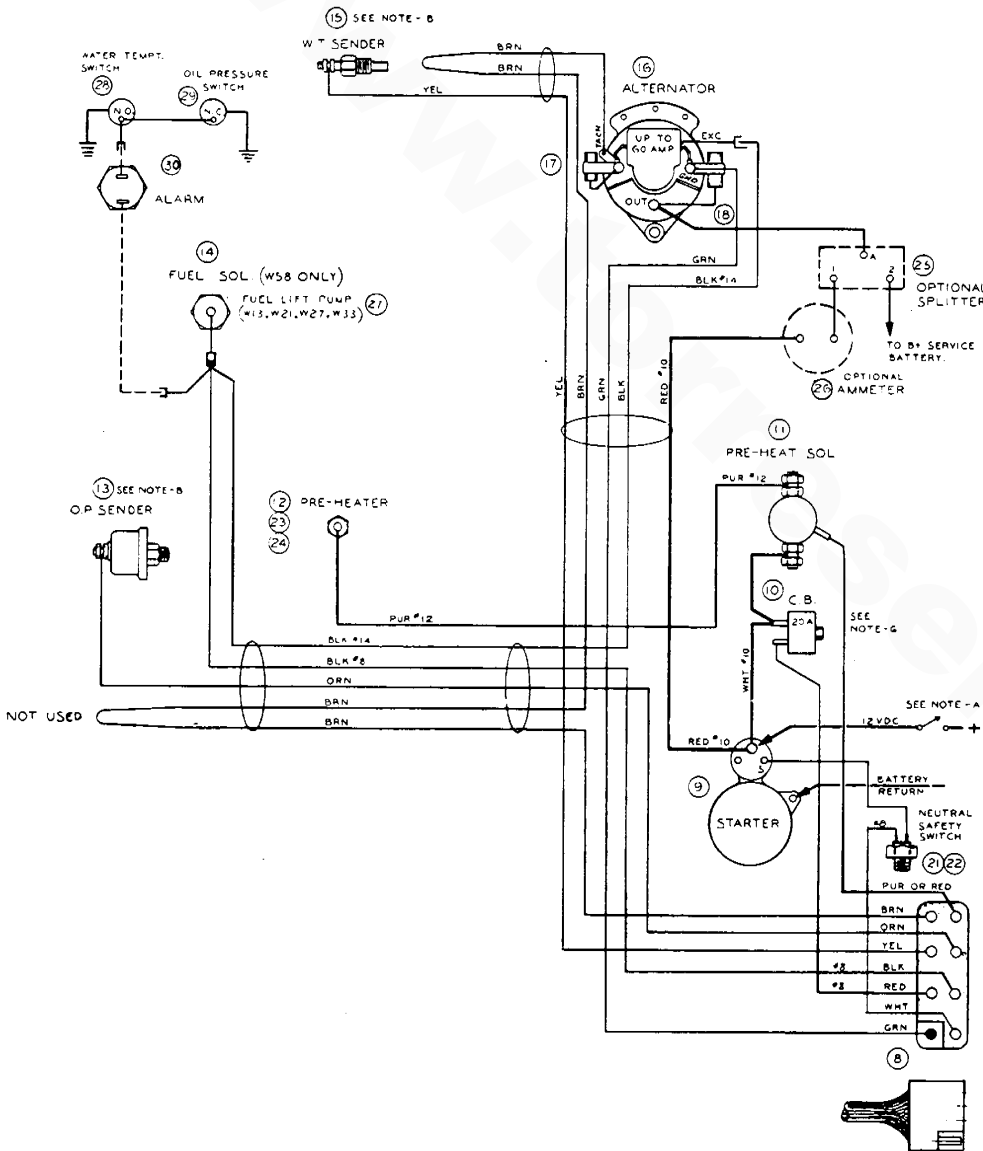 15 SEE NOTE - B
W T SENDER
BRN
BRN
YEL
WATER TEMPT.
SWITCH
28
N.O.
OIL PRESSURE
SWITCH
29
N.C.
30
ALARM
16
ALTERNATOR
UP TO
60 AMP
EXC
TACH
17
GND
OUT
18
GRN
BLK #14
14
FUEL SOL. (W58 ONLY)
FUEL LIFT PUMP
(W13, W21, W27, W33)
27
A
1
2
25
OPTIONAL
SPLITTER
TO B+ SERVICE
BATTERY.
OPTIONAL
26 AMMETER
YEL
BRN
GRN
BLK
RED #10
11
PRE-HEAT SOL
PUR #12
13 SEE NOTE-B
O.P SENDER
12 PRE-HEATER
23
24
PUR #12
10
C.B.
20A
SEE
NOTE-G
BLK #14
BLK #8
ORN
BRN
NOT USED
BRN
WHT #10
SEE NOTE-A
12 VDC
+
RED #10
S
9
STARTER
BATTERY
RETURN
NEUTRAL
SAFETY
SWITCH
#8
21 22
PUR OR RED
BRN
ORN
YEL
#8 BLK
#8 RED
WHT
GRN
8